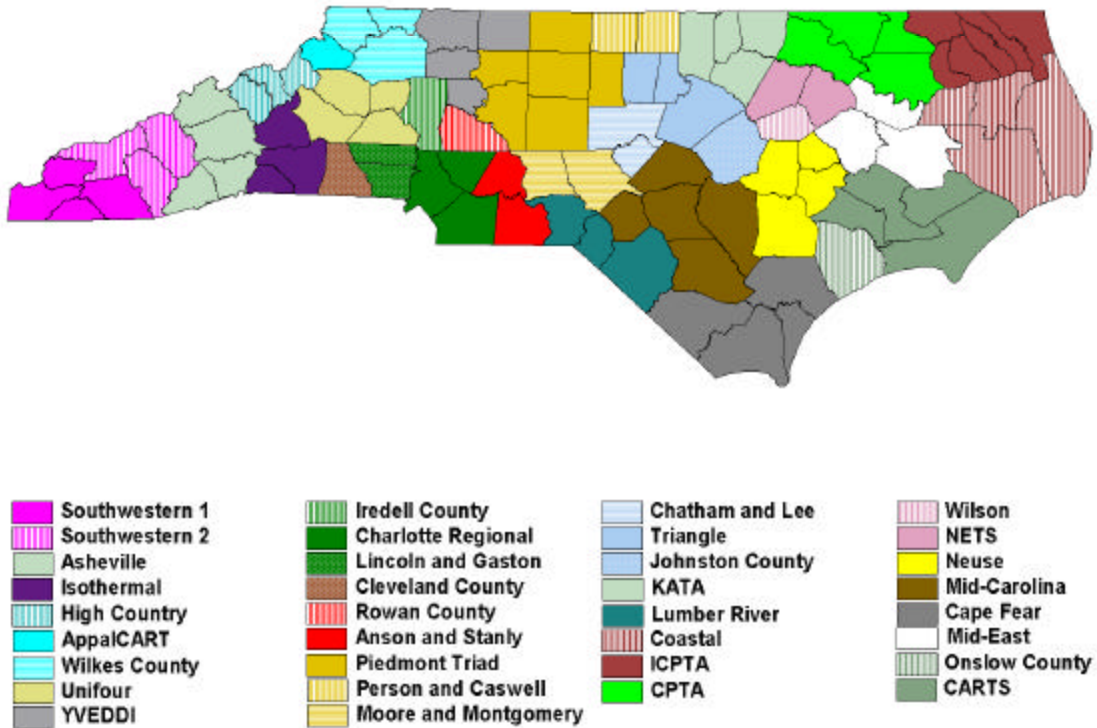 Southwestern 1
Southwestern 2
Asheville
Isothermal
High Country
AppalCART
Wilkes County
Unifour
YVEDDI
Iredell County
Charlotte Regional
Lincoln and Gaston
Cleveland County
Rowan County
Anson and Stanly
Piedmont Triad
Person and Caswell
Moore and Montgomery
Chatham and Lee
Triangle
Johnston County
KATA
Lumber River
Coastal
ICPTA
CPTA
Wilson
NETS
Neuse
Mid-Carolina
Cape Fear
Mid-East
Onslow County
CARTS